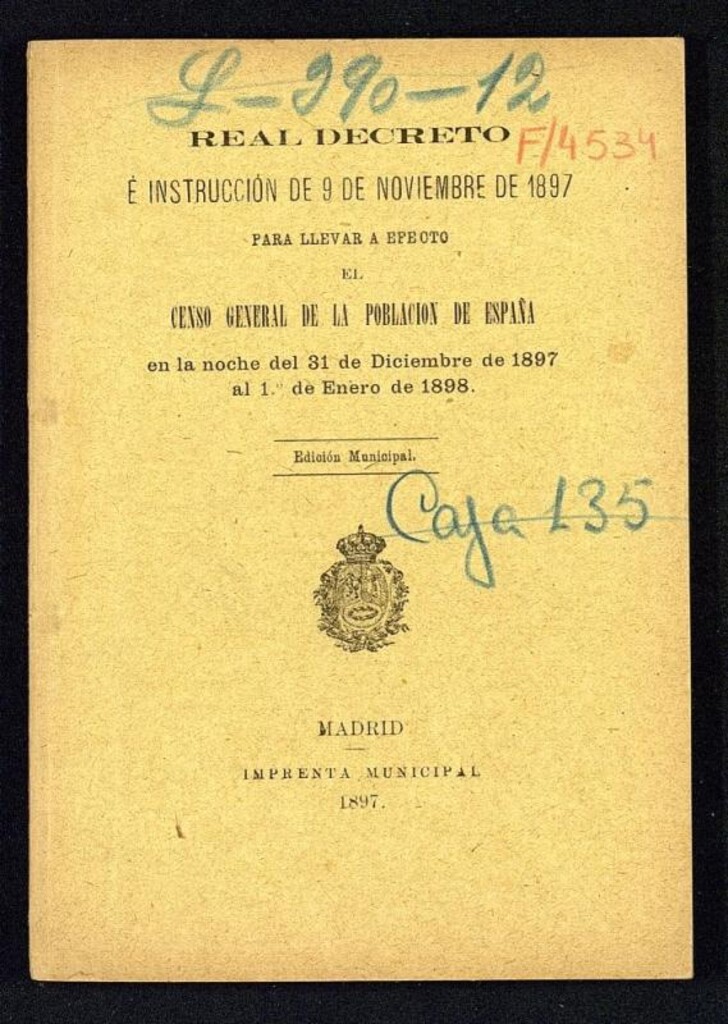 L-290-12
REAL DECRETO
F/4534
É INSTRUCCIÓN DE 9 DE NOVIEMBRE DE 1897
PARA LLEVAR A EFECTO
EL
CENSO GENERAL DE LA POBLACION DE ESPAÑA
en la noche del 31 de Diciembre de 1897
al 1.º de Enero de 1898.
Edición Municipal.
Caja 135
MADRID
IMPRENTA MUNICIPAL
1897.